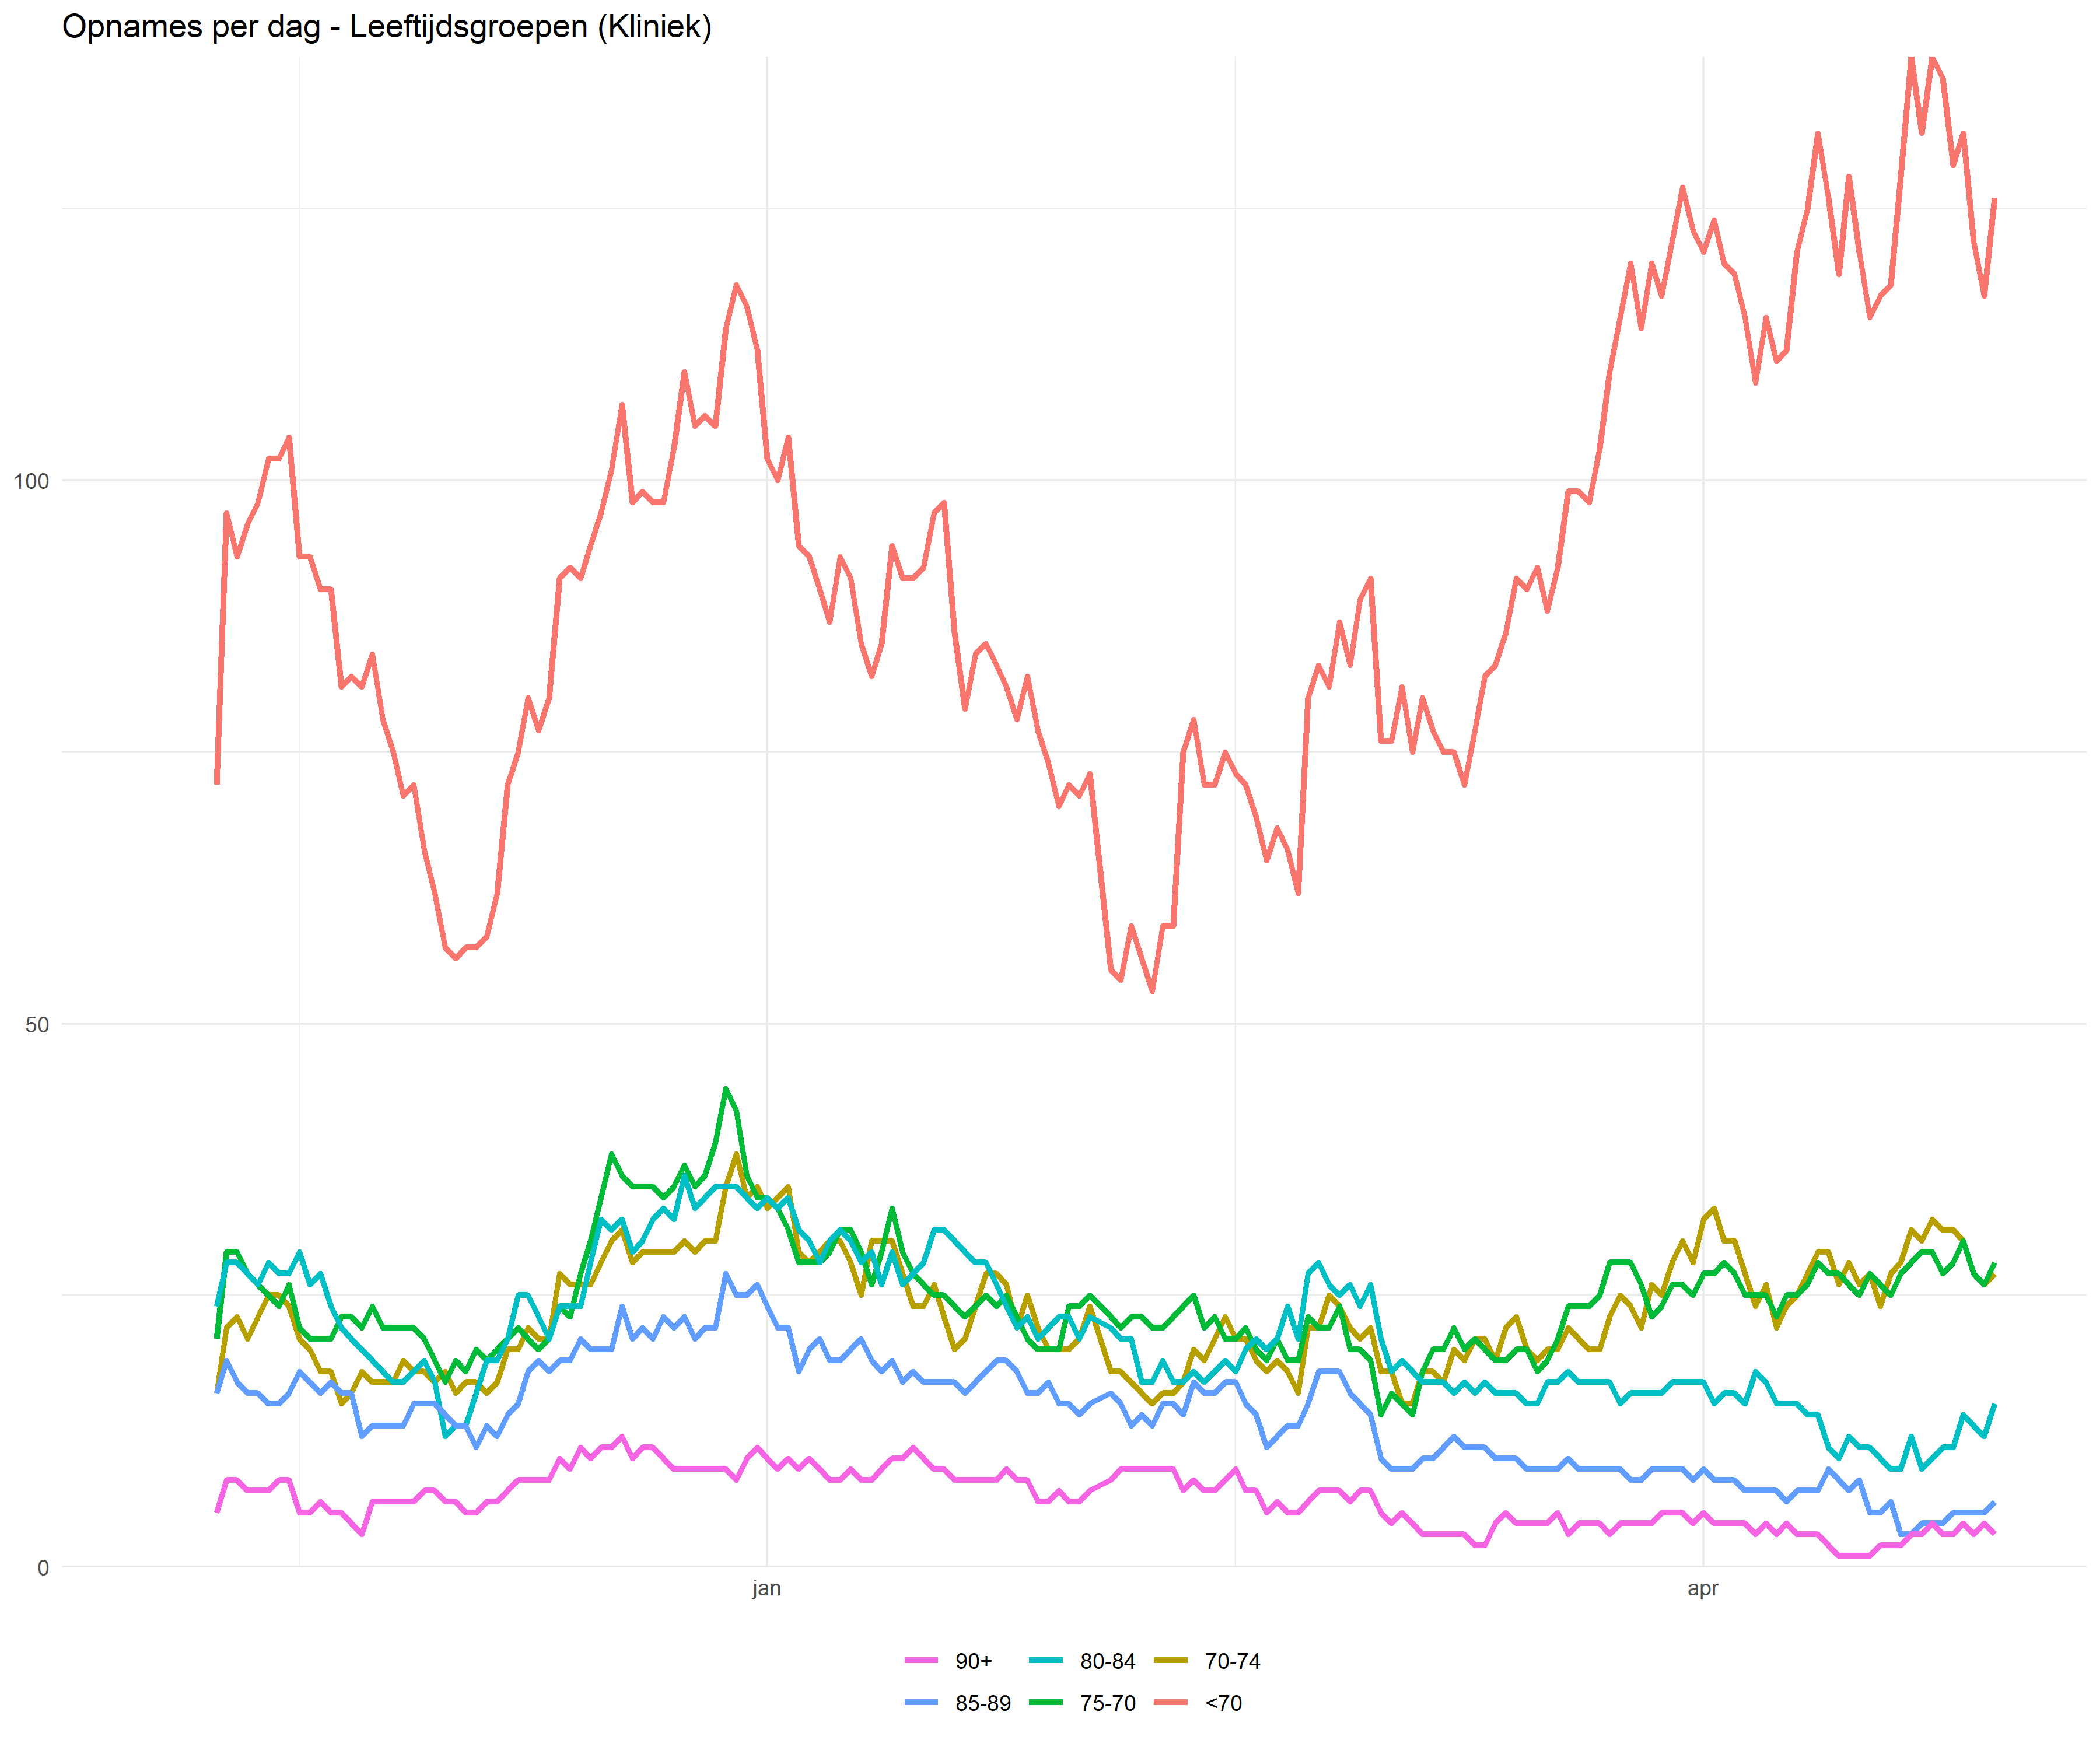 Opnames per dag - Leeftijdsgroepen (Kliniek)
100
50
0
jan apr
90+ 80-84 70-74
85-89 75-70 <70